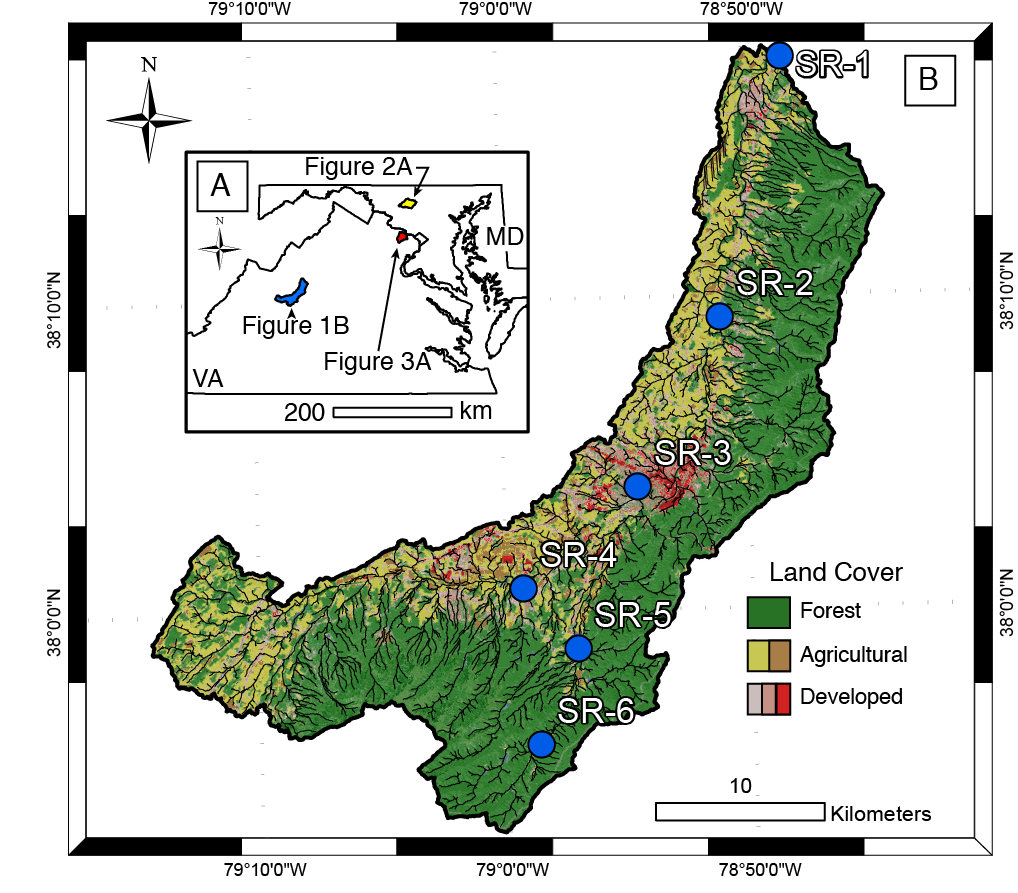 79°10'0"W
79°0'0"W
78°50'0"W
N
B
SR-1
A
Figure 2A
N
MD
Figure 1B
Figure 3A
VA
200 km
38°10'0"N
38°10'0"N
SR-2
SR-3
SR-4
SR-5
SR-6
38°0'0"N
38°0'0"N
Land Cover
Forest
Agricultural
Developed
10
Kilometers
79°10'0"W
79°0'0"W
78°50'0"W